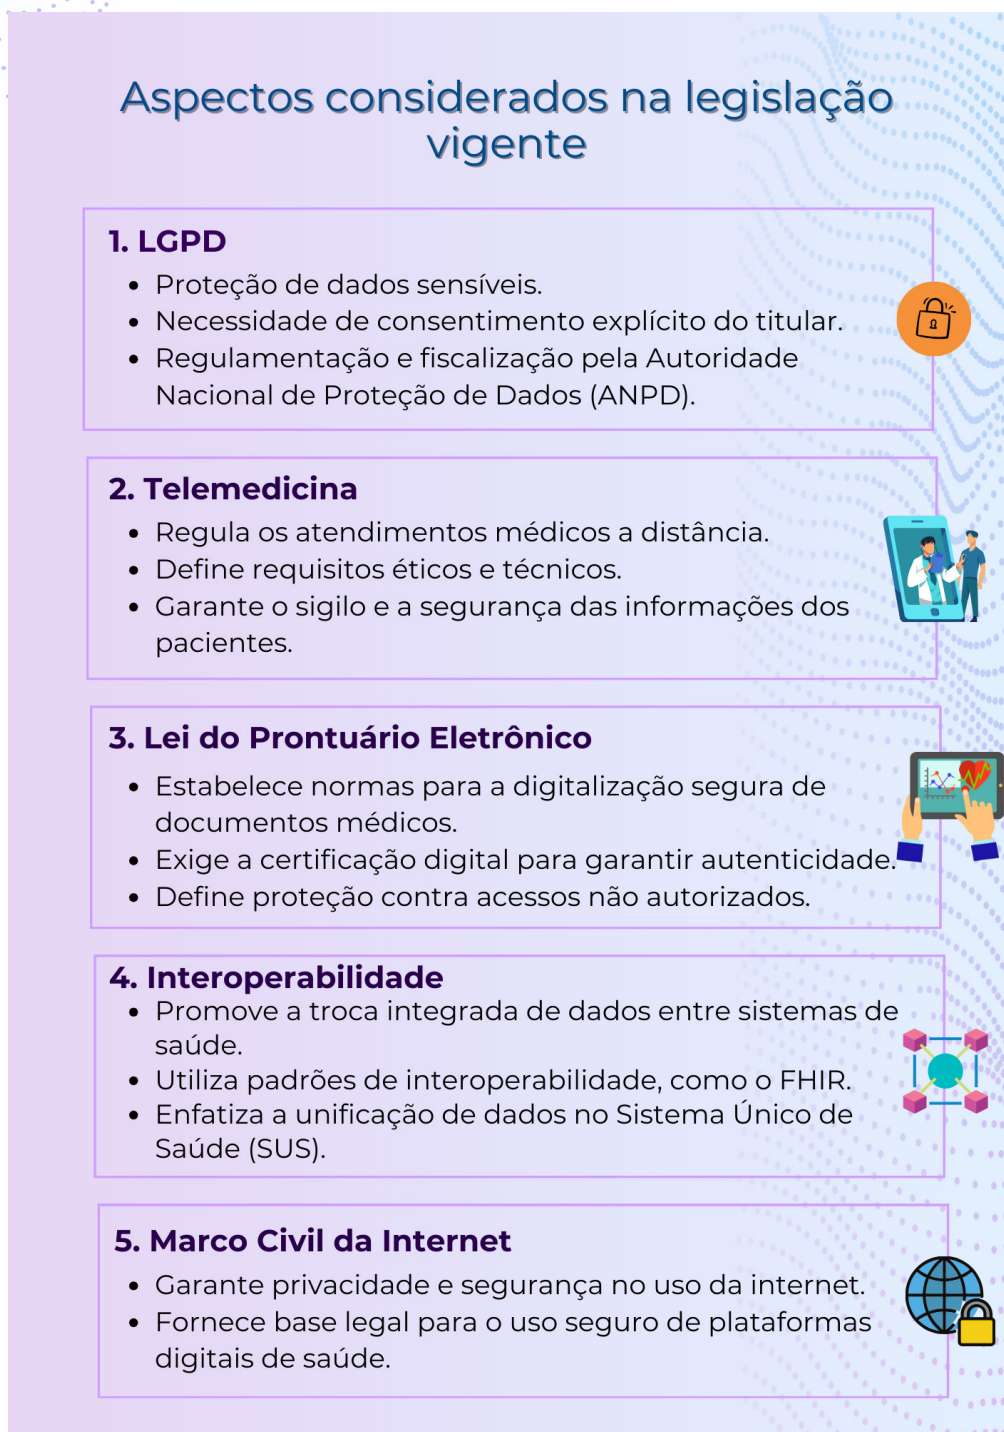 Aspectos considerados na legislação
vigente
1. LGPD
• Proteção de dados sensíveis.
• Necessidade de consentimento explícito do titular.
• Regulamentação e fiscalização pela Autoridade
Nacional de Proteção de Dados (ANPD).
2. Telemedicina
• Regula os atendimentos médicos a distância.
• Define requisitos éticos e técnicos.
• Garante o sigilo e a segurança das informações dos
pacientes.
3. Lei do Prontuário Eletrônico
• Estabelece normas para a digitalização segura de
documentos médicos.
• Exige a certificação digital para garantir autenticidade.
• Define proteção contra acessos não autorizados.
4. Interoperabilidade
• Promove a troca integrada de dados entre sistemas de
saúde.
• Utiliza padrões de interoperabilidade, como o FHIR.
• Enfatiza a unificação de dados no Sistema Único de
Saúde (SUS).
5. Marco Civil da Internet
• Garante privacidade e segurança no uso da internet.
• Fornece base legal para o uso seguro de plataformas
digitais de saúde.